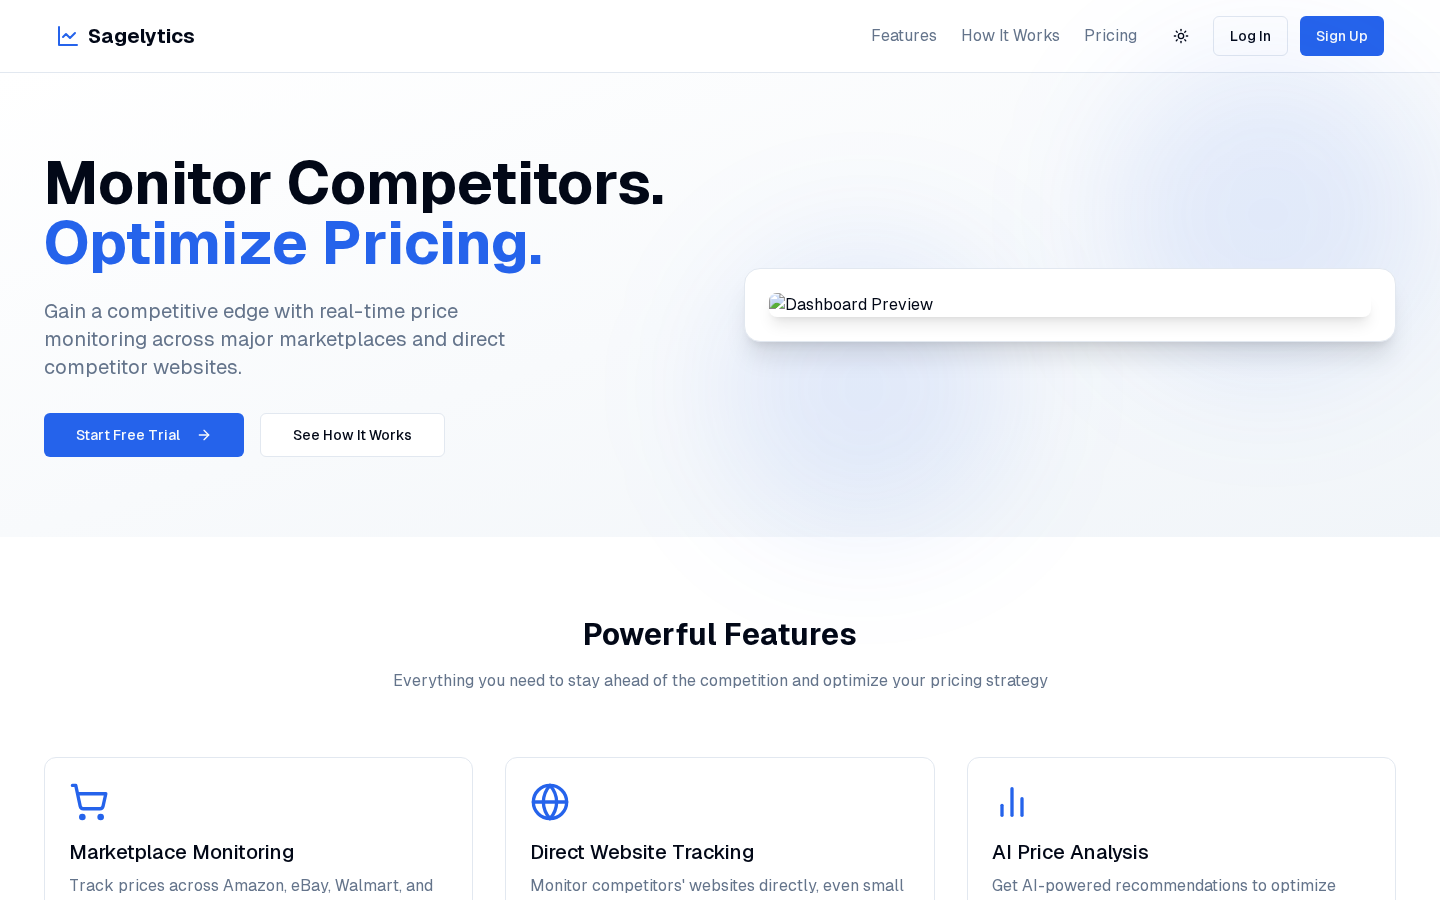 Sagelytics
Features
How It Works
Pricing
Log In
Sign Up
Monitor Competitors.
Optimize Pricing.
Gain a competitive edge with real-time price
monitoring across major marketplaces and direct
competitor websites.
Start Free Trial
See How It Works
Dashboard Preview
Powerful Features
Everything you need to stay ahead of the competition and optimize your pricing strategy
Marketplace Monitoring
Track prices across Amazon, eBay, Walmart, and
Direct Website Tracking
Monitor competitors' websites directly, even small
AI Price Analysis
Get AI-powered recommendations to optimize